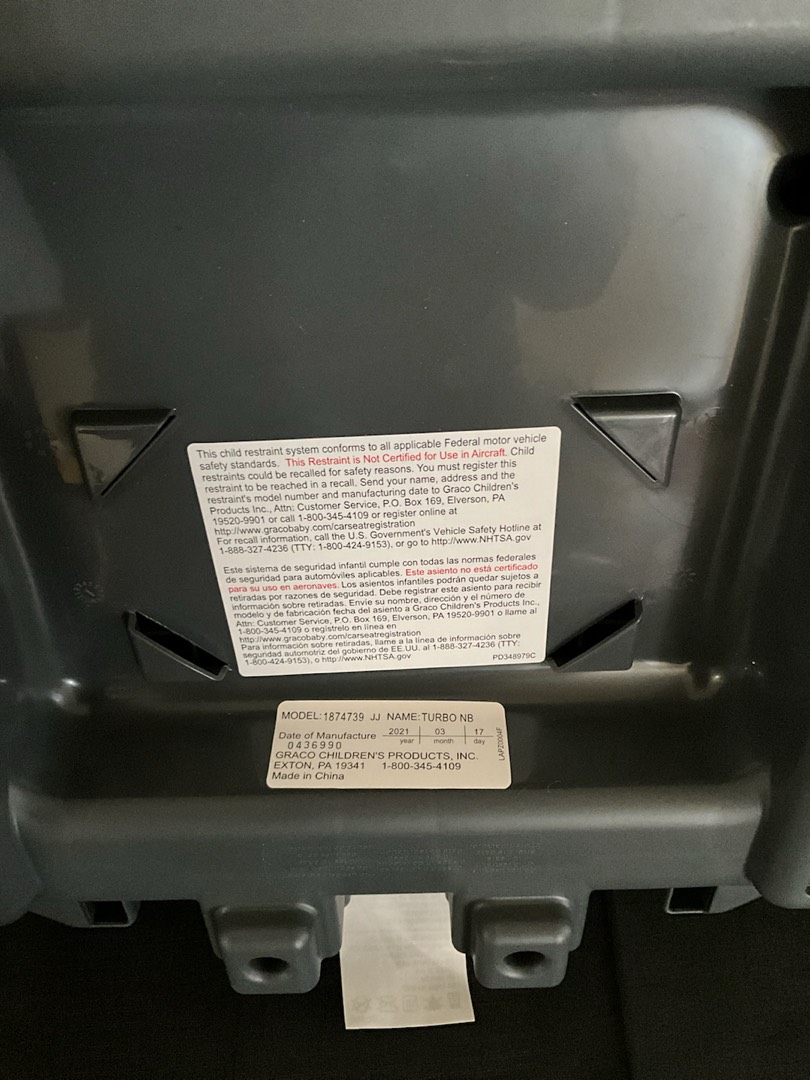 This child restraint system conforms to all applicable Federal motor vehicle
safety standards. This Restraint is Not Certified for Use in Aircraft. Child
restraints could be recalled for safety reasons. You must register this
restraint to be reached in a recall. Send your name, address and the
restraint's model number and manufacturing date to Graco Children's
Products Inc., Attn: Customer Service, P.O. Box 169, Elverson, PA
19520-9901 or call 1-800-345-4109 or register online at
http://www.gracobaby.com/carseatregistration
For recall information, call the U.S. Government's Vehicle Safety Hotline at
1-888-327-4236 (TTY: 1-800-424-9153), or go to http://www.NHTSA.gov
Este sistema de seguridad infantil cumple con todas las normas federales
de seguridad para automóviles aplicables. Este asiento no está certificado
para su uso en aeronaves. Los asientos infantiles podrán quedar sujetos a
retiradas por razones de seguridad. Debe registrar este asiento para recibir
información sobre retiradas. Envíe su nombre, dirección y el número de
modelo y de fabricación fecha del asiento a Graco Children's Products Inc.,
Attn: Customer Service, P.O. Box 169, Elverson, PA 19520-9901 o llame al
1-800-345-4109 o regístrelo en línea en
http://www.gracobaby.com/carseatregistration
Para información sobre retiradas, llame a la línea de información sobre
seguridad automotriz del gobierno de EE.UU. al 1-888-327-4236 (TTY:
1-800-424-9153), o http://www.NHTSA.gov
PD348979C
MODEL:1874739 JJ NAME:TURBO NB
Date of Manufacture 2021 03 17
year month day
0436990
GRACO CHILDREN'S PRODUCTS, INC.
EXTON, PA 19341 1-800-345-4109
Made in China
LAP20004F